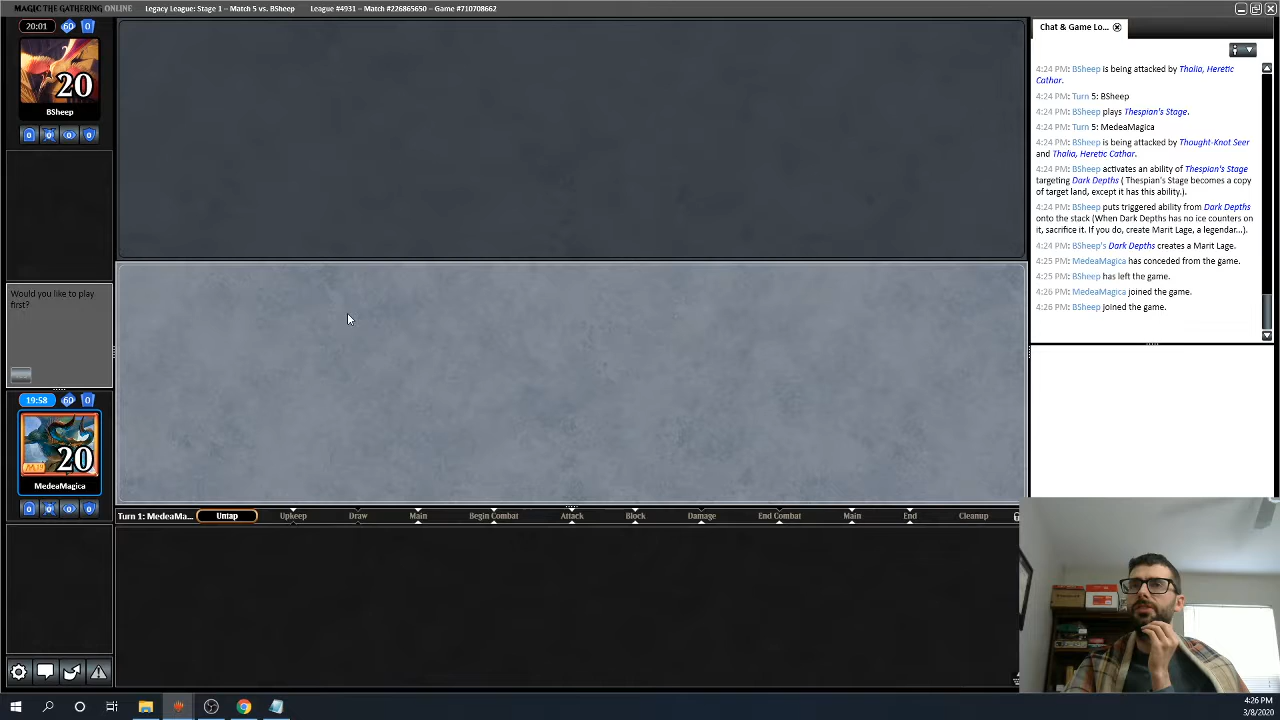 MAGIC THE GATHERING ONLINE Legacy League: Stage 1 – Match 5 vs. BSheep League #4931 – Match #226865650 – Game #710708662
20:01 60 0
20
BSheep
Would you like to play
first?
19:58 60 0
M19 20
MedeaMagica
Turn 1: MedeaMa... Untap Upkeep Draw Main Begin Combat Attack Block Damage End Combat Main End Cleanup
Chat & Game Lo...
4:24 PM: BSheep is being attacked by Thalia, Heretic
Cathar.
4:24 PM: Turn 5: BSheep
4:24 PM: BSheep plays Thespian's Stage.
4:24 PM: Turn 5: MedeaMagica
4:24 PM: BSheep is being attacked by Thought-Knot Seer
and Thalia, Heretic Cathar.
4:24 PM: BSheep activates an ability of Thespian's Stage
targeting Dark Depths ( Thespian's Stage becomes a copy
of target land, except it has this ability.).
4:24 PM: BSheep puts triggered ability from Dark Depths
onto the stack (When Dark Depths has no ice counters on
it, sacrifice it. If you do, create Marit Lage, a legendar...).
4:24 PM: BSheep's Dark Depths creates a Marit Lage.
4:25 PM: MedeaMagica has conceded from the game.
4:25 PM: BSheep has left the game.
4:26 PM: MedeaMagica joined the game.
4:26 PM: BSheep joined the game.
4:26 PM
3/8/2020